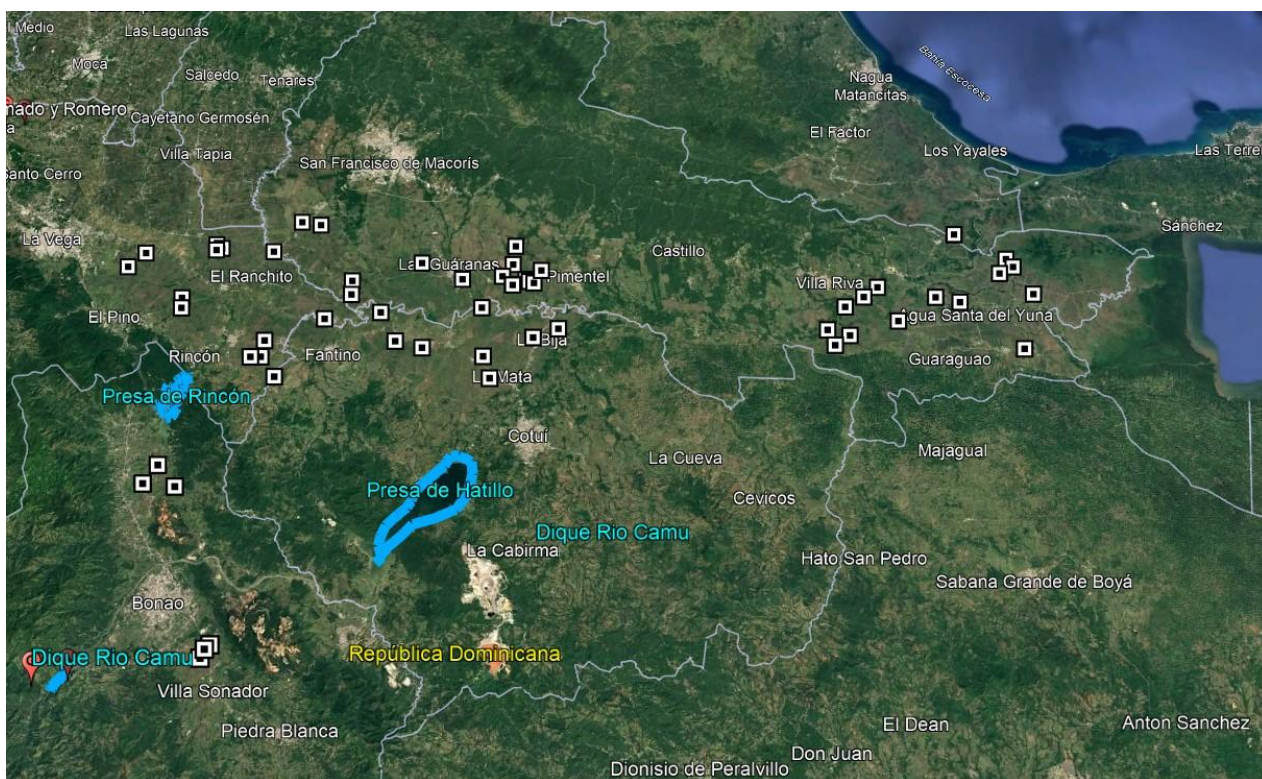 l Medio
Las Lagunas
Moca
Salcedo
Tenares
Nagua
Matancitas
Bahía Escocesa
nado y Romero
a
Cayetano Germosén
El Factor
Villa Tapia
San Francisco de Macorís
Los Yayales
Las Terre
Santo Cerro
La Vega
Castillo
Sánchez
El Ranchito
La Guáranas
Pimentel
Villa Riva
El Pino
Agua Santa del Yuna
Rincón
Fantino
La Bija
Guaraguao
La Mata
Presa de Rincón
Cotuí
Majagual
La Cueva
Presa de Hatillo
Cevicos
Dique Rio Camu
La Cabirma
Hato San Pedro
Sabana Grande de Boyá
Bonao
Dique Rio Camu
República Dominicana
Villa Sonador
Piedra Blanca
El Dean
Anton Sanchez
Don Juan
Dionisio de Peralvillo